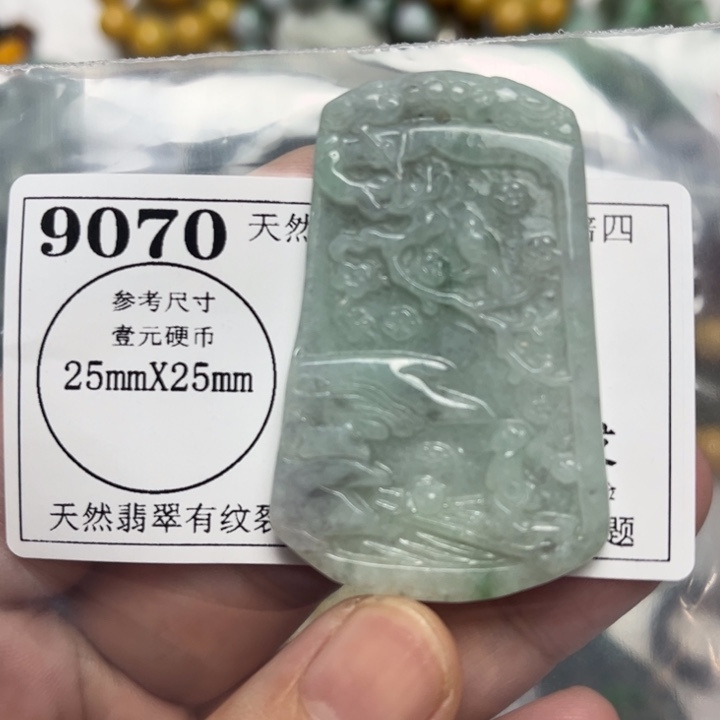 9070 天然 倍四
参考尺寸
壹元硬币
25mmX25mm
天然翡翠有纹裂 题